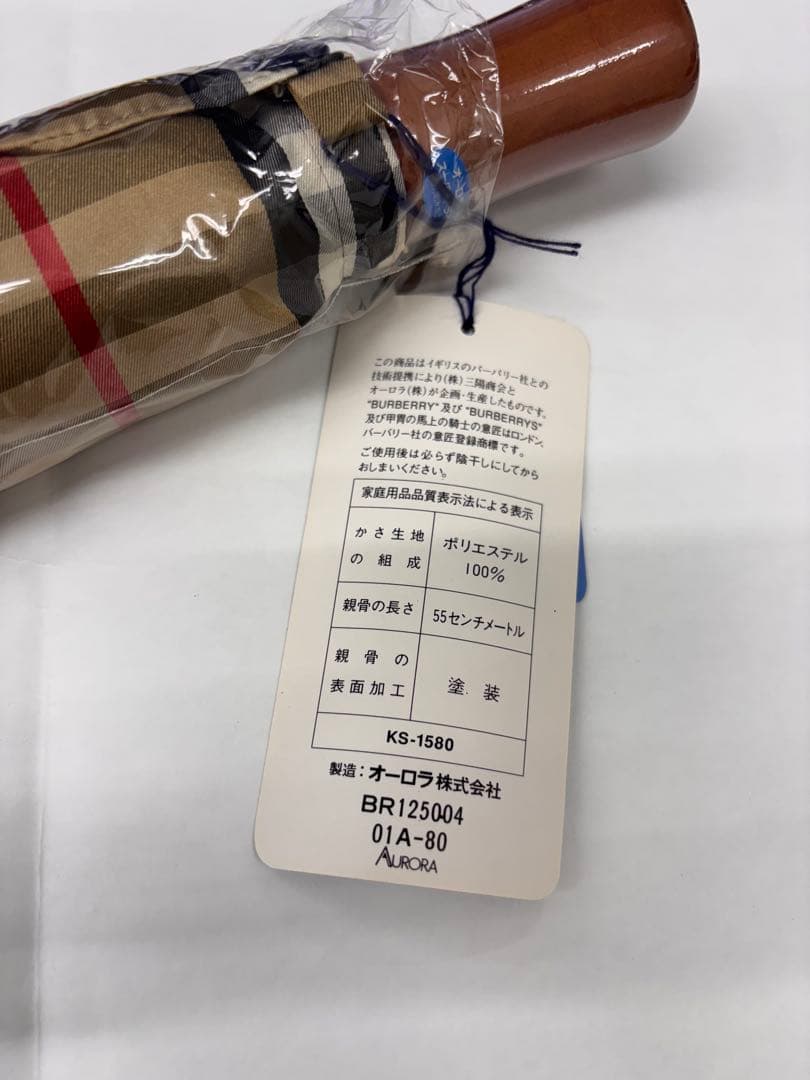 この商品はイギリスのバーバリー社との
技術提携により(株)三陽商会と
オーロラ(株)が企画・生産したものです。
"BURBERRY"及び"BURBERRYS"
及び甲冑の馬上の騎士の意匠はロンドン、
バーバリー社の意匠登録商標です。
ご使用後は必らず陰干しにしてから
おしまいください。
家庭用品品質表示法による表示
かさ生地の組成
ポリエステル
100%
親骨の長さ
55センチメートル
親骨の表面加工
塗装
KS-1580
製造：オーロラ株式会社
BR12500-04
01A-80
AURORA